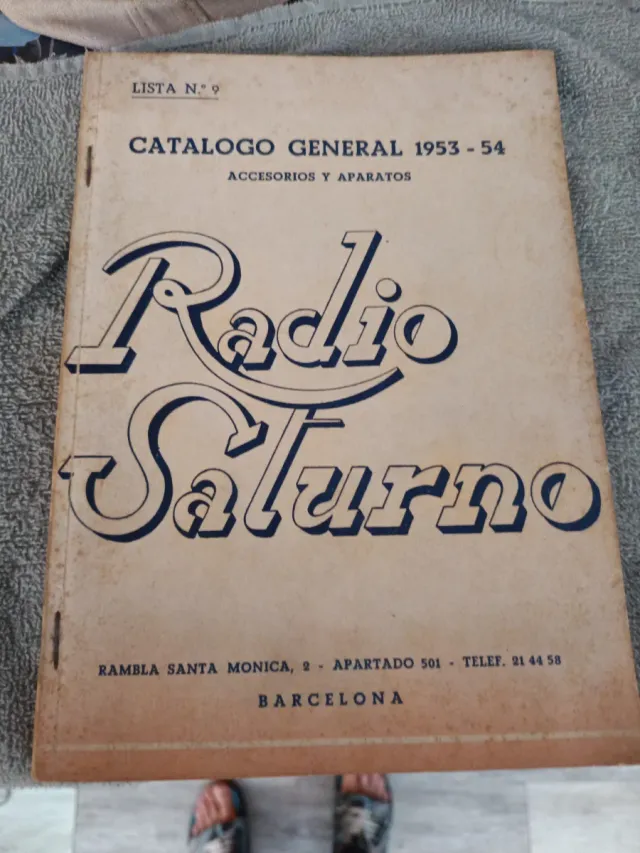 LISTA N.º 9
CATALOGO GENERAL 1953 - 54
ACCESORIOS Y APARATOS
Radio
Saturno
RAMBLA SANTA MONICA, 2 - APARTADO 501 - TELEF. 21 44 58
BARCELONA